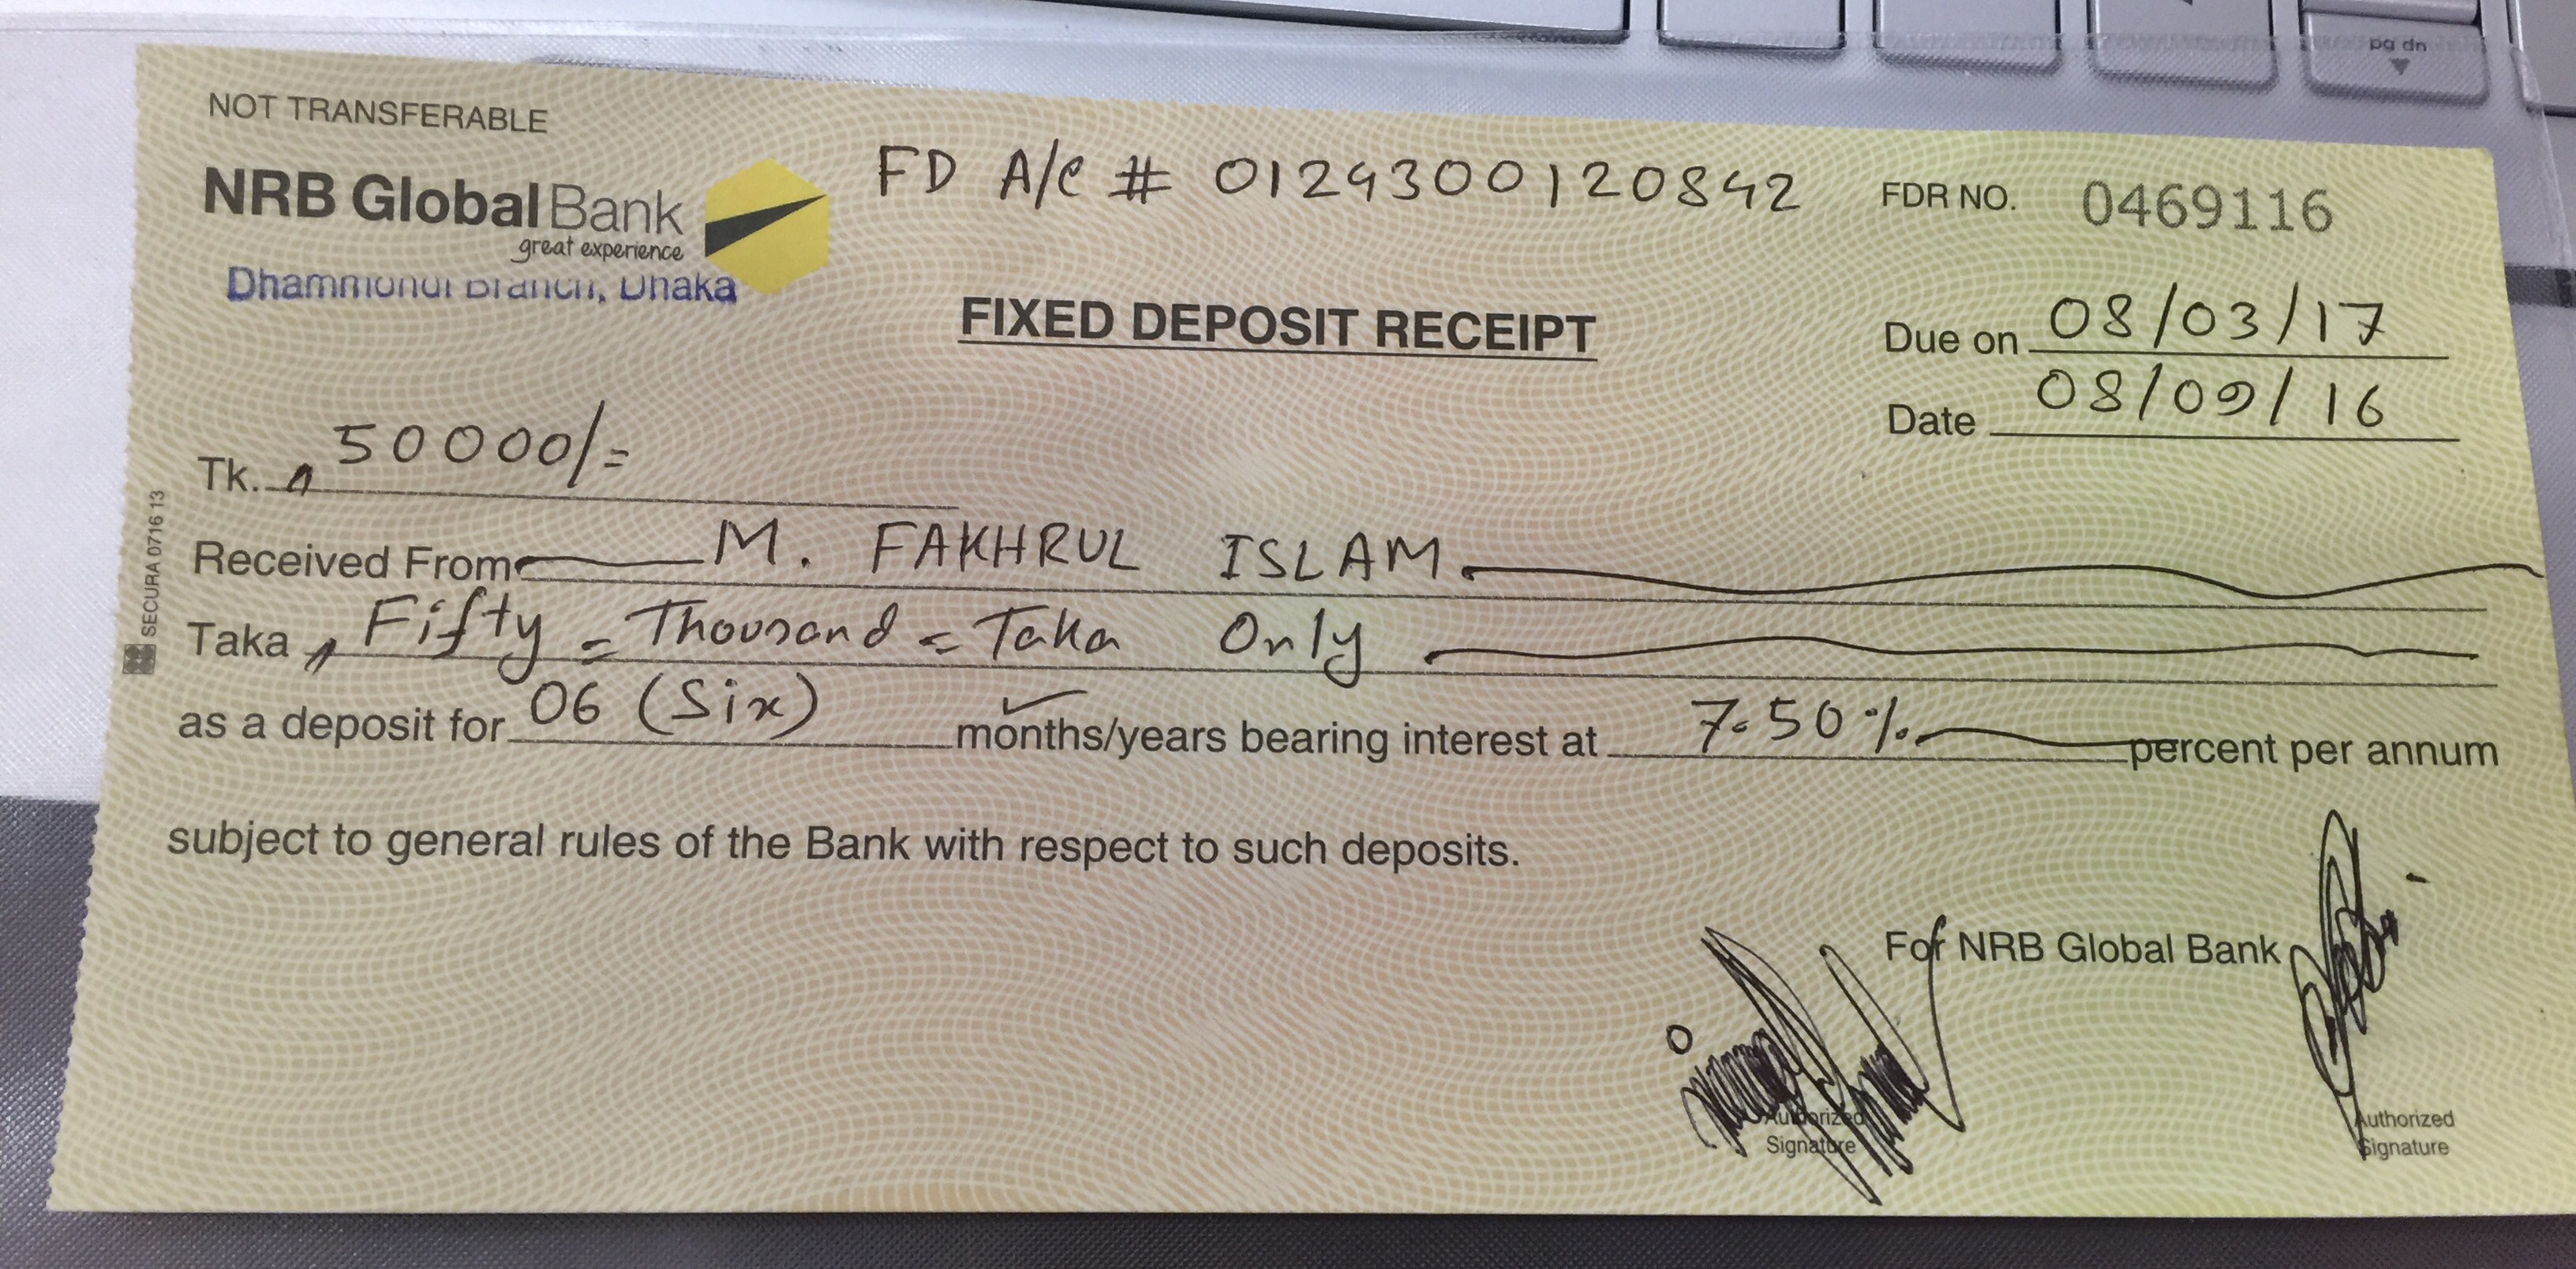 pg dn
NOT TRANSFERABLE
NRB Global Bank
great experience
Dhanmondi Branch, Dhaka
FD A/C # 0124300120842
FDR NO. 0469116
FIXED DEPOSIT RECEIPT
Due on 08/03/17
Date 08/09/16
Tk. 50000/=
Received From M. FAKHRUL ISLAM.
Taka Fifty = Thousand = Taka Only
as a deposit for 06 (Six) months/years bearing interest at 7.50% percent per annum
subject to general rules of the Bank with respect to such deposits.
For NRB Global Bank
Authorized Signature
Authorized Signature
SECURA 0716 13